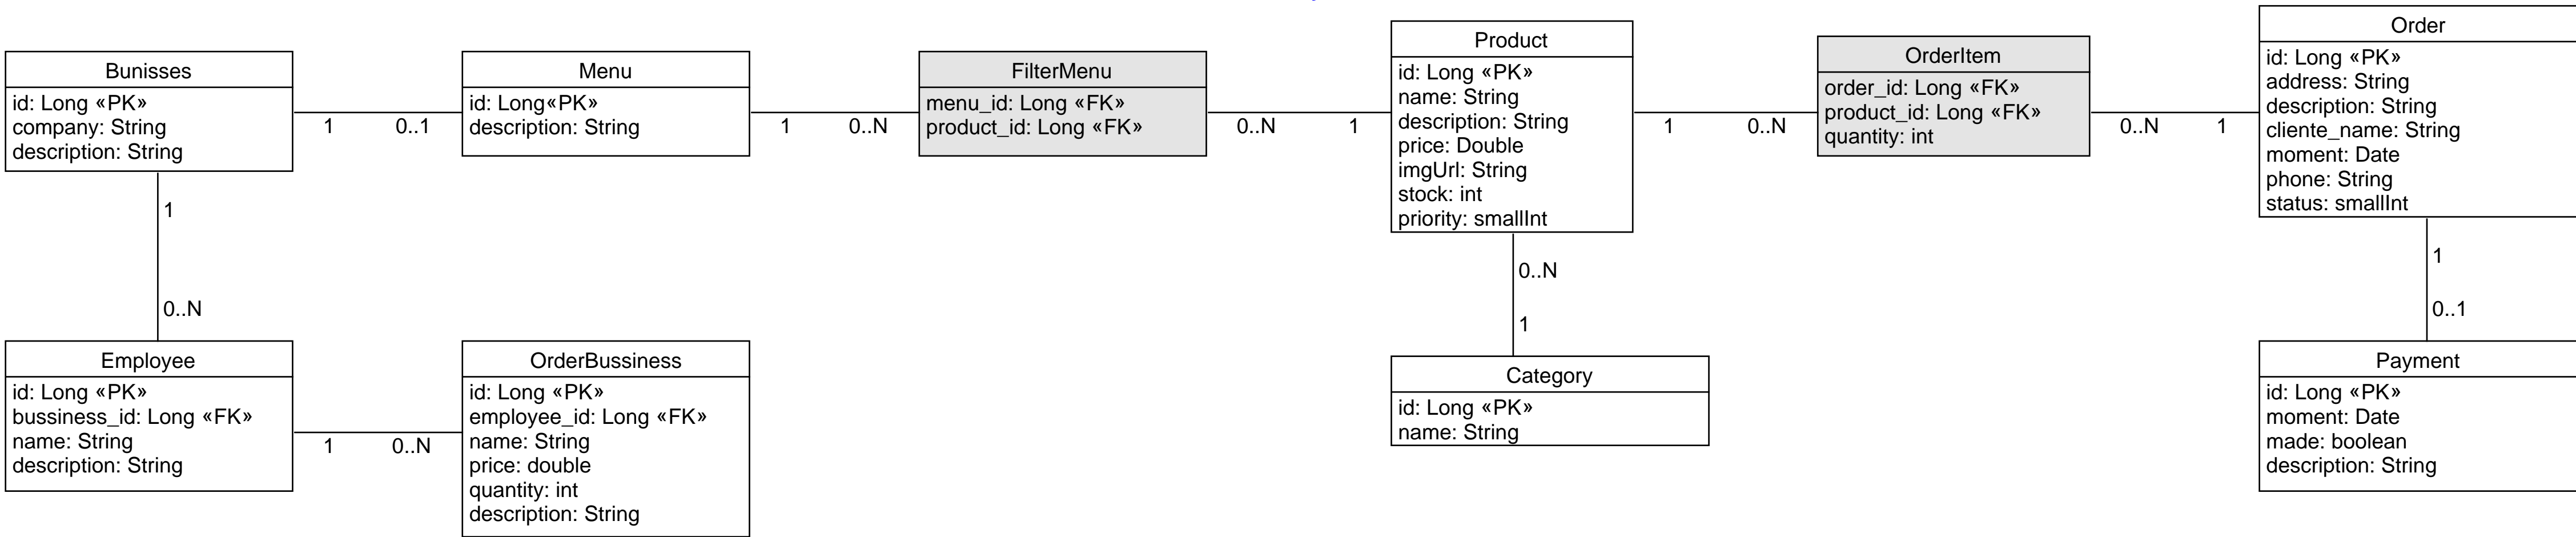 Bunisses
id: Long «PK»
company: String
description: String
1
0..1
Menu
id: Long«PK»
description: String
1
0..N
FilterMenu
menu_id: Long «FK»
product_id: Long «FK»
0..N
1
Product
id: Long «PK»
name: String
description: String
price: Double
imgUrl: String
stock: int
priority: smallInt
1
0..N
OrderItem
order_id: Long «FK»
product_id: Long «FK»
quantity: int
0..N
1
Order
id: Long «PK»
address: String
description: String
cliente_name: String
moment: Date
phone: String
status: smallInt
1
0..N
0..N
1
1
0..1
Employee
id: Long «PK»
bussiness_id: Long «FK»
name: String
description: String
1
0..N
OrderBussiness
id: Long «PK»
employee_id: Long «FK»
name: String
price: double
quantity: int
description: String
Category
id: Long «PK»
name: String
Payment
id: Long «PK»
moment: Date
made: boolean
description: String